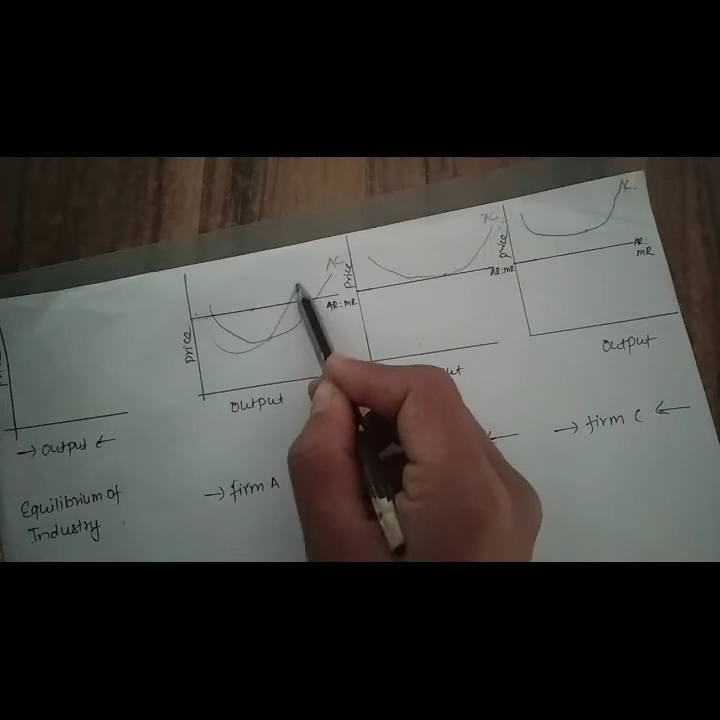 Price
AC
AR=MR
Output
→ firm A
Price
AC
AR=MR
Price
AC
AR=
MR
Output
→ firm C ←
→ Output ←
Equilibrium of
Industry